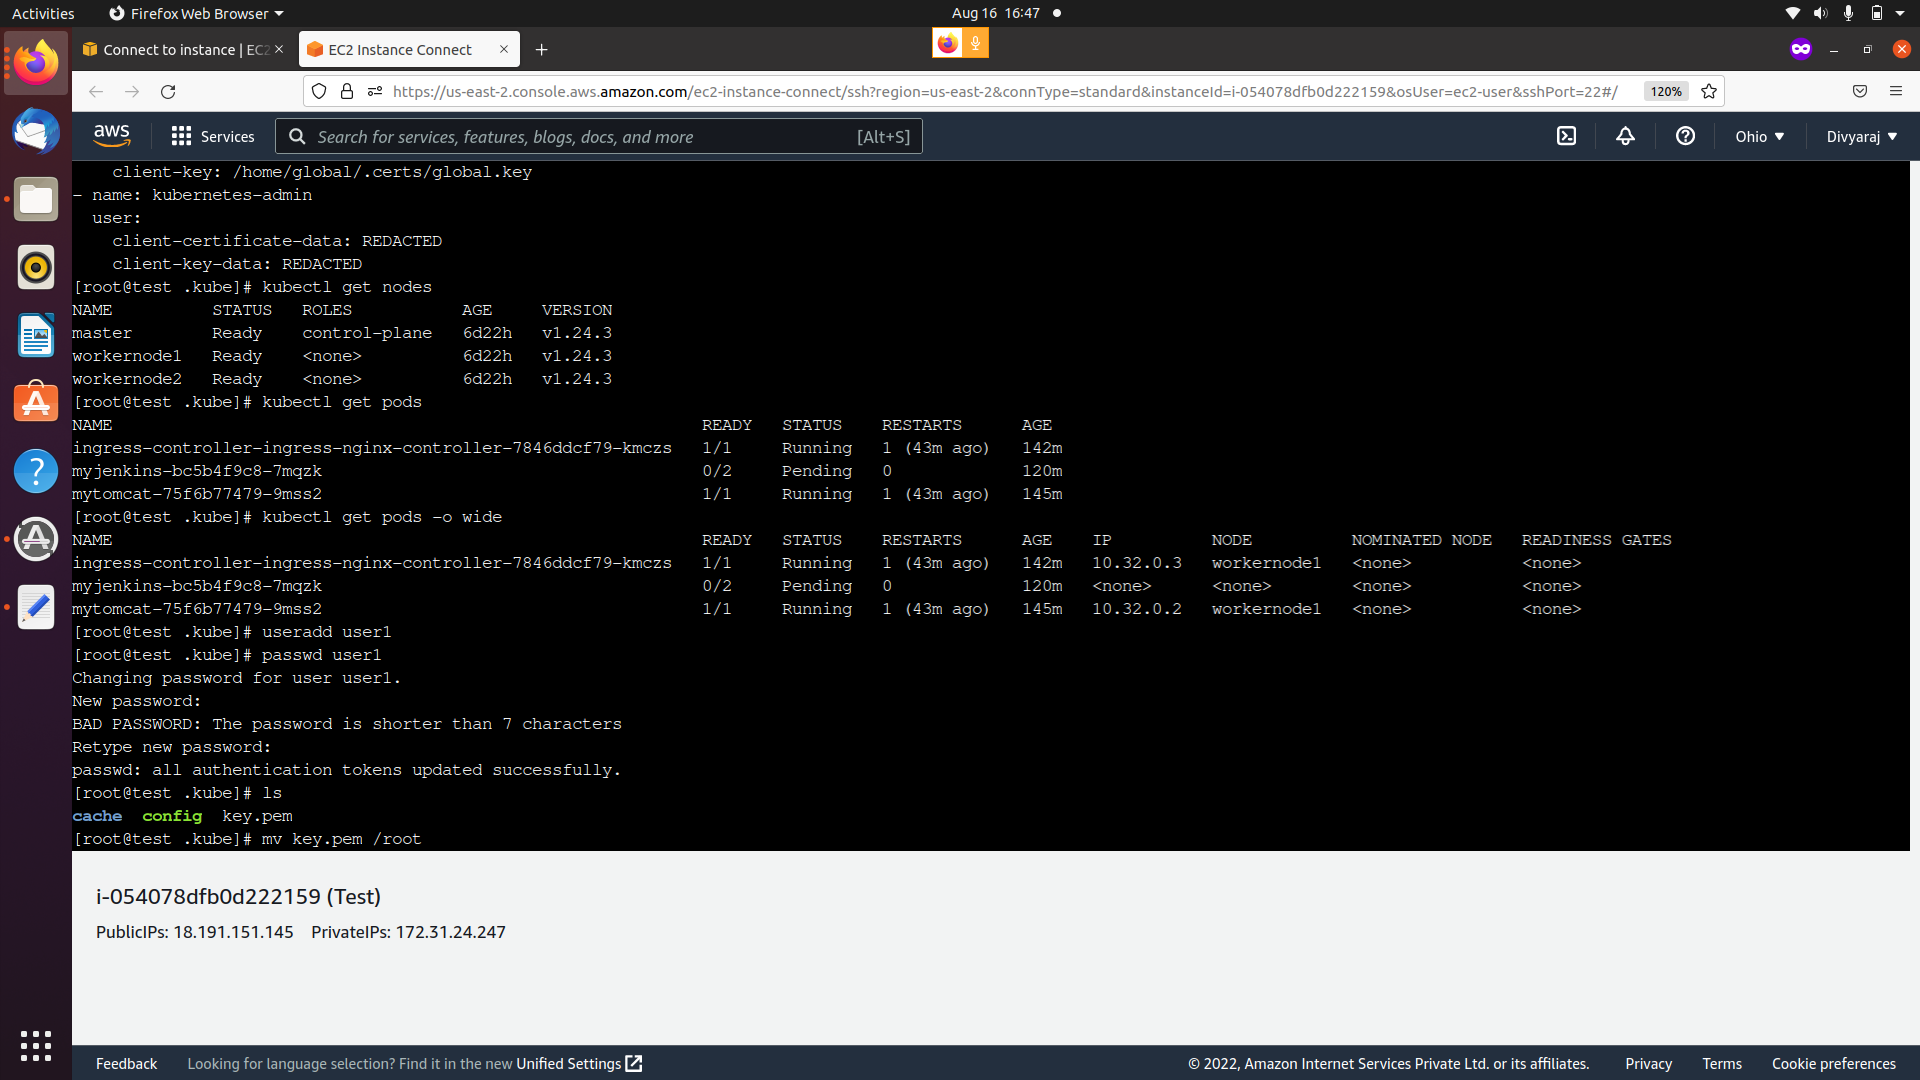 Activities
Firefox Web Browser
Aug 16 16:47
Connect to instance | EC2
EC2 Instance Connect
https://us-east-2.console.aws.amazon.com/ec2-instance-connect/ssh?region=us-east-2&connType=standard&instanceId=i-054078dfb0d222159&osUser=ec2-user&sshPort=22#/
120%
aws
Services
Search for services, features, blogs, docs, and more
[Alt+S]
Ohio
Divyaraj
client-key: /home/global/.certs/global.key
- name: kubernetes-admin
user:
client-certificate-data: REDACTED
client-key-data: REDACTED
[root@test .kube]# kubectl get nodes
NAME STATUS ROLES AGE VERSION
master Ready control-plane 6d22h v1.24.3
workernode1 Ready <none> 6d22h v1.24.3
workernode2 Ready <none> 6d22h v1.24.3
[root@test .kube]# kubectl get pods
NAME READY STATUS RESTARTS AGE
ingress-controller-ingress-nginx-controller-7846ddcf79-kmczs 1/1 Running 1 (43m ago) 142m
myjenkins-bc5b4f9c8-7mqzk 0/2 Pending 0 120m
mytomcat-75f6b77479-9mss2 1/1 Running 1 (43m ago) 145m
[root@test .kube]# kubectl get pods -o wide
NAME READY STATUS RESTARTS AGE IP NODE NOMINATED NODE READINESS GATES
ingress-controller-ingress-nginx-controller-7846ddcf79-kmczs 1/1 Running 1 (43m ago) 142m 10.32.0.3 workernode1 <none> <none>
myjenkins-bc5b4f9c8-7mqzk 0/2 Pending 0 120m <none> <none> <none> <none>
mytomcat-75f6b77479-9mss2 1/1 Running 1 (43m ago) 145m 10.32.0.2 workernode1 <none> <none>
[root@test .kube]# useradd user1
[root@test .kube]# passwd user1
Changing password for user user1.
New password:
BAD PASSWORD: The password is shorter than 7 characters
Retype new password:
passwd: all authentication tokens updated successfully.
[root@test .kube]# ls
cache config key.pem
[root@test .kube]# mv key.pem /root
i-054078dfb0d222159 (Test)
PublicIPs: 18.191.151.145 PrivateIPs: 172.31.24.247
Feedback
Looking for language selection? Find it in the new Unified Settings
© 2022, Amazon Internet Services Private Ltd. or its affiliates.
Privacy
Terms
Cookie preferences